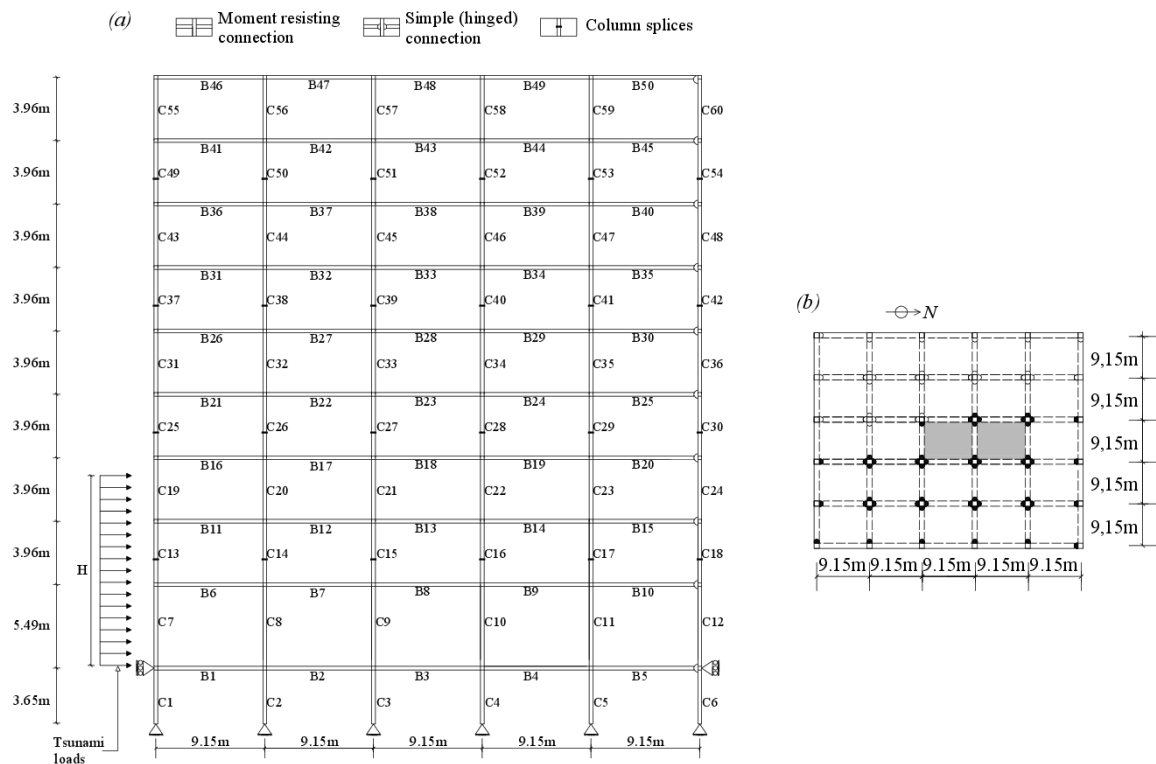 (a)
Moment resisting
connection
Simple (hinged)
connection
Column splices
B46 B47 B48 B49 B50
3.96m C55 C56 C57 C58 C59 C60
B41 B42 B43 B44 B45
3.96m C49 C50 C51 C52 C53 C54
B36 B37 B38 B39 B40
3.96m C43 C44 C45 C46 C47 C48
B31 B32 B33 B34 B35
3.96m C37 C38 C39 C40 C41 C42
B26 B27 B28 B29 B30
3.96m C31 C32 C33 C34 C35 C36
B21 B22 B23 B24 B25
3.96m C25 C26 C27 C28 C29 C30
B16 B17 B18 B19 B20
3.96m C19 C20 C21 C22 C23 C24
B11 B12 B13 B14 B15
3.96m C13 C14 C15 C16 C17 C18
H
B6 B7 B8 B9 B10
5.49m C7 C8 C9 C10 C11 C12
B1 B2 B3 B4 B5
3.65m C1 C2 C3 C4 C5 C6
Tsunami
loads
9.15m 9.15m 9.15m 9.15m 9.15m
(b)
N
9,15m
9,15m
9,15m
9,15m
9,15m
9.15m 9.15m 9.15m 9.15m 9.15m